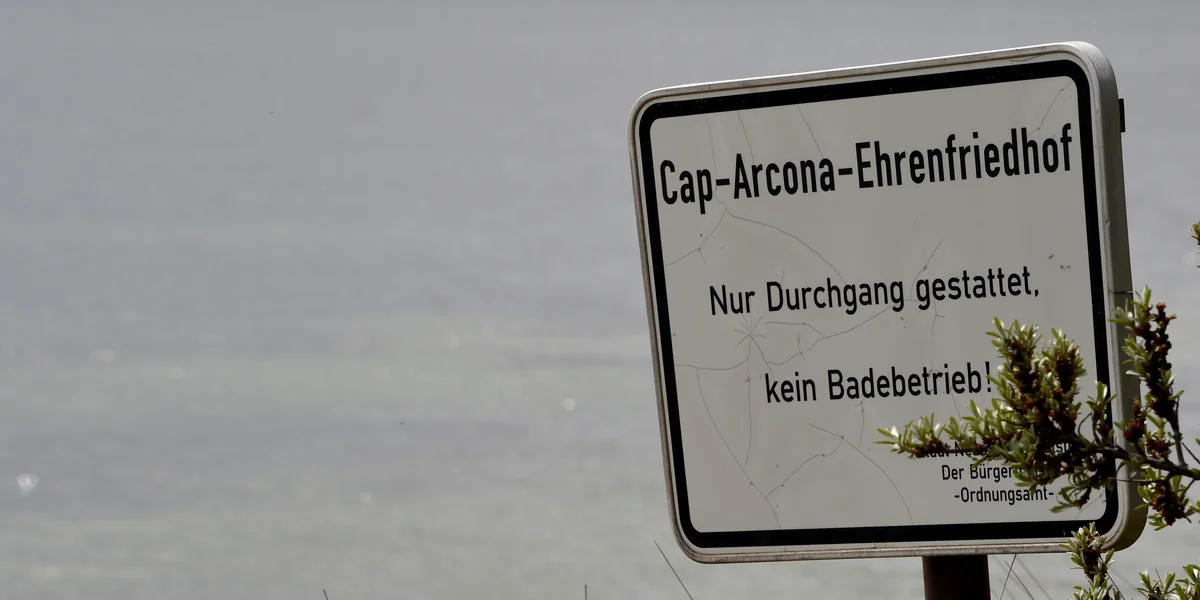 Cap-Arcona-Ehrenfriedhof
Nur Durchgang gestattet,
kein Badebetrieb!
Der
-Ordnungsamt-